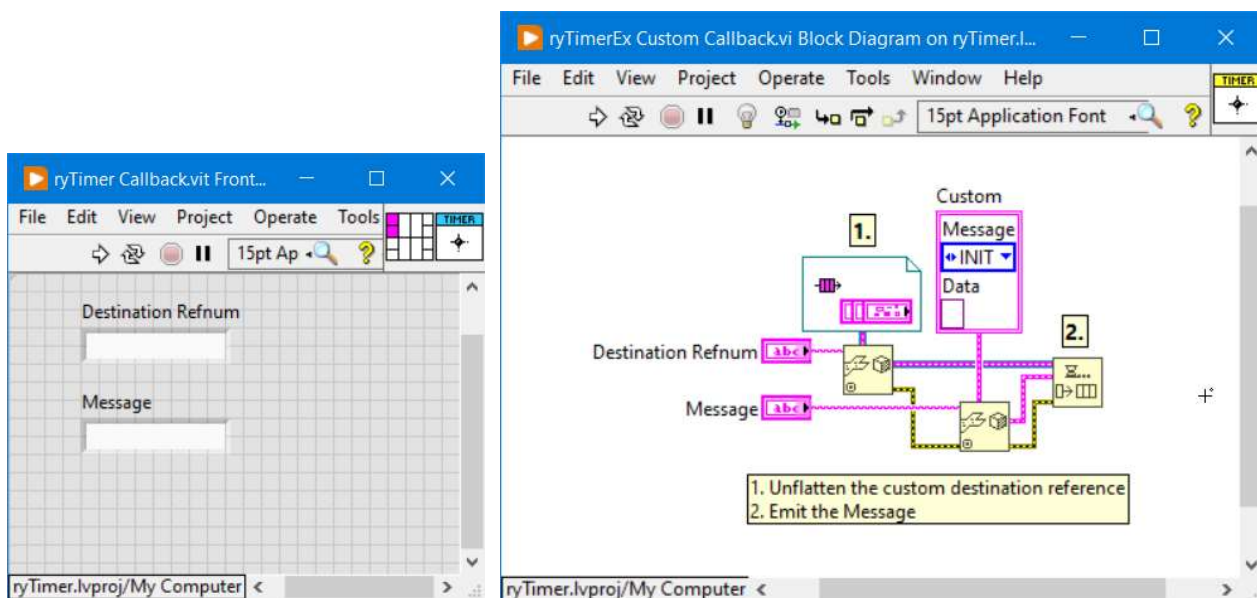 ryTimer Callback.vit Front...
File Edit View Project Operate Tools
TIMER
15pt Ap
Destination Refnum
Message
ryTimer.lvproj/My Computer
ryTimerEx Custom Callback.vi Block Diagram on ryTimer.l...
File Edit View Project Operate Tools Window Help
TIMER
15pt Application Font
Custom
Message
INIT
Data
1.
2.
Destination Refnum abc
Message abc
1. Unflatten the custom destination reference
2. Emit the Message
ryTimer.lvproj/My Computer